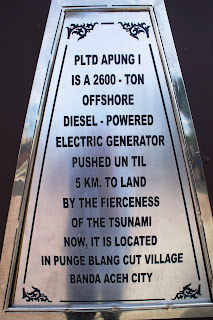 PLTD APUNG I
IS A 2600 - TON
OFFSHORE
DIESEL - POWERED
ELECTRIC GENERATOR
PUSHED UN TIL
5 KM. TO LAND
BY THE FIERCENESS
OF THE TSUNAMI
NOW, IT IS LOCATED
IN PUNGE BLANG CUT VILLAGE
BANDA ACEH CITY